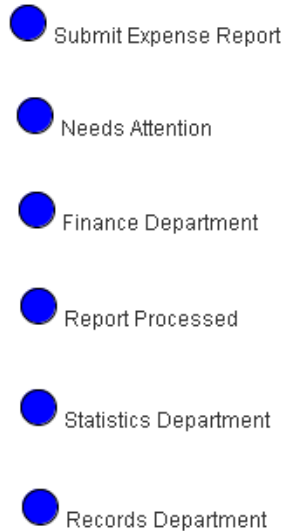 Submit Expense Report
Needs Attention
Finance Department
Report Processed
Statistics Department
Records Department